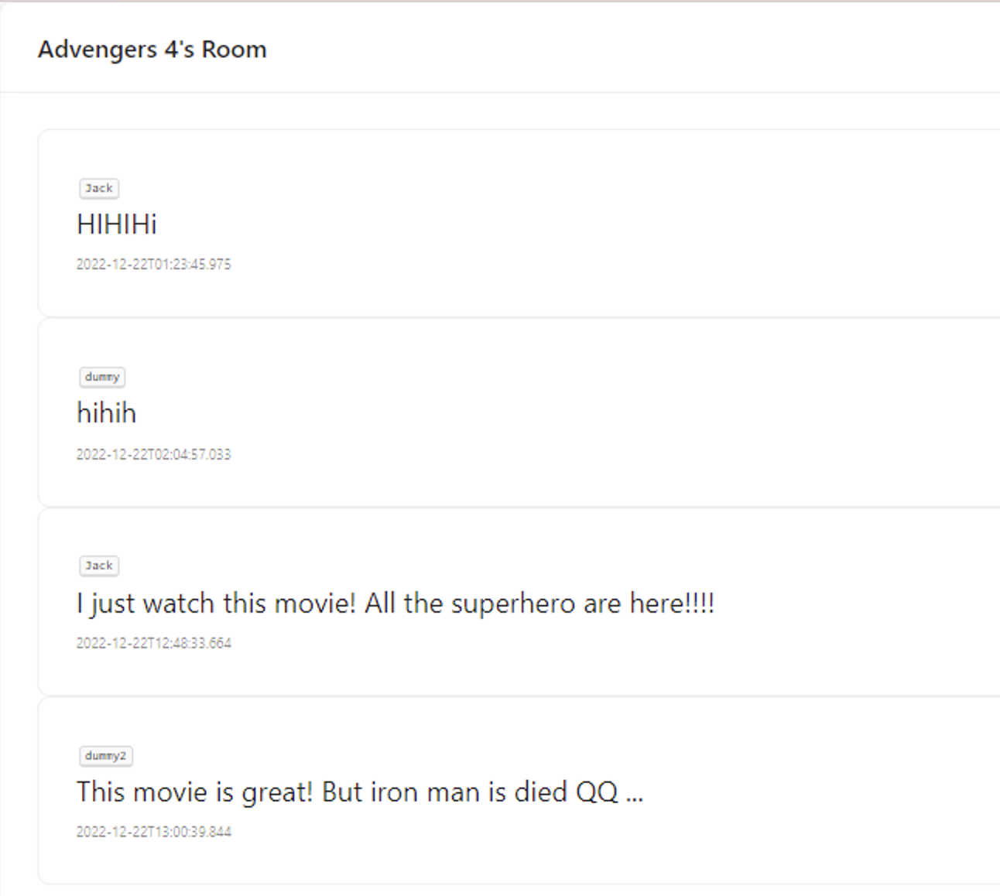 Advengers 4's Room
Jack
HIHIHi
2022-12-22T01:23:45.975
dummy
hihih
2022-12-22T02:04:57.033
Jack
I just watch this movie! All the superhero are here!!!!
2022-12-22T12:48:33.664
dummy2
This movie is great! But iron man is died QQ ...
2022-12-22T13:00:39.844